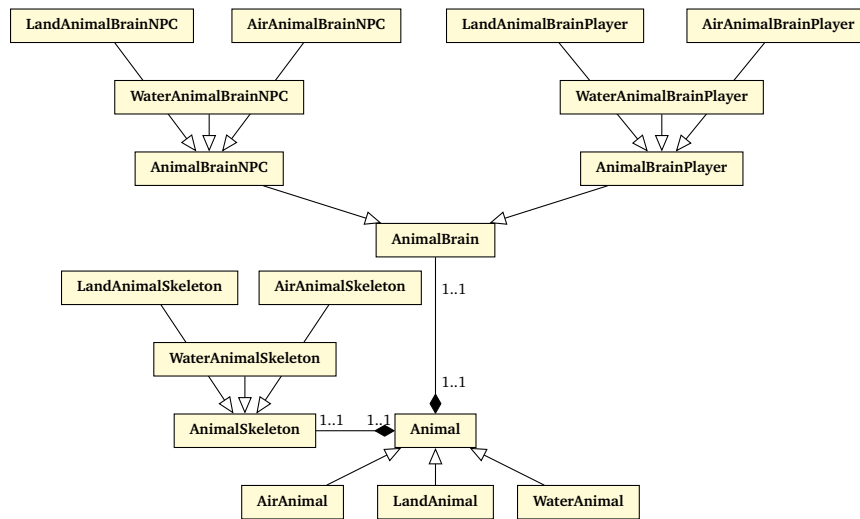 LandAnimalBrainNPC
AirAnimalBrainNPC
LandAnimalBrainPlayer
AirAnimalBrainPlayer
WaterAnimalBrainNPC
WaterAnimalBrainPlayer
AnimalBrainNPC
AnimalBrainPlayer
AnimalBrain
LandAnimalSkeleton
AirAnimalSkeleton
1..1
WaterAnimalSkeleton
1..1
AnimalSkeleton
1..1
1..1
Animal
AirAnimal
LandAnimal
WaterAnimal